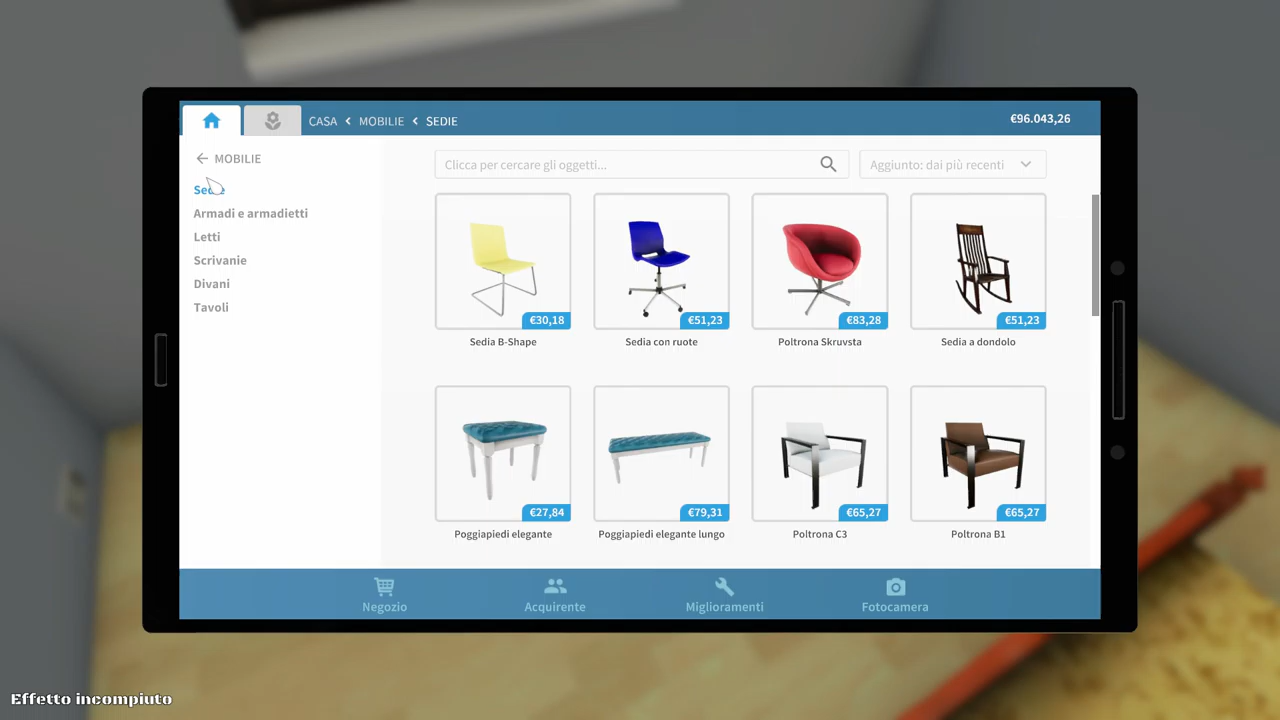 CASA < MOBILIE < SEDIE
€96.043,26
← MOBILIE
Sedie
Armadi e armadietti
Letti
Scrivanie
Divani
Tavoli
Clicca per cercare gli oggetti...
Aggiunto: dai più recenti
€30,18
€51,23
€83,28
€51,23
Sedia B-Shape
Sedia con ruote
Poltrona Skruvsta
Sedia a dondolo
€27,84
€79,31
€65,27
€65,27
Poggiapiedi elegante
Poggiapiedi elegante lungo
Poltrona C3
Poltrona B1
Negozio
Acquirente
Miglioramenti
Fotocamera
Effetto incompiuto